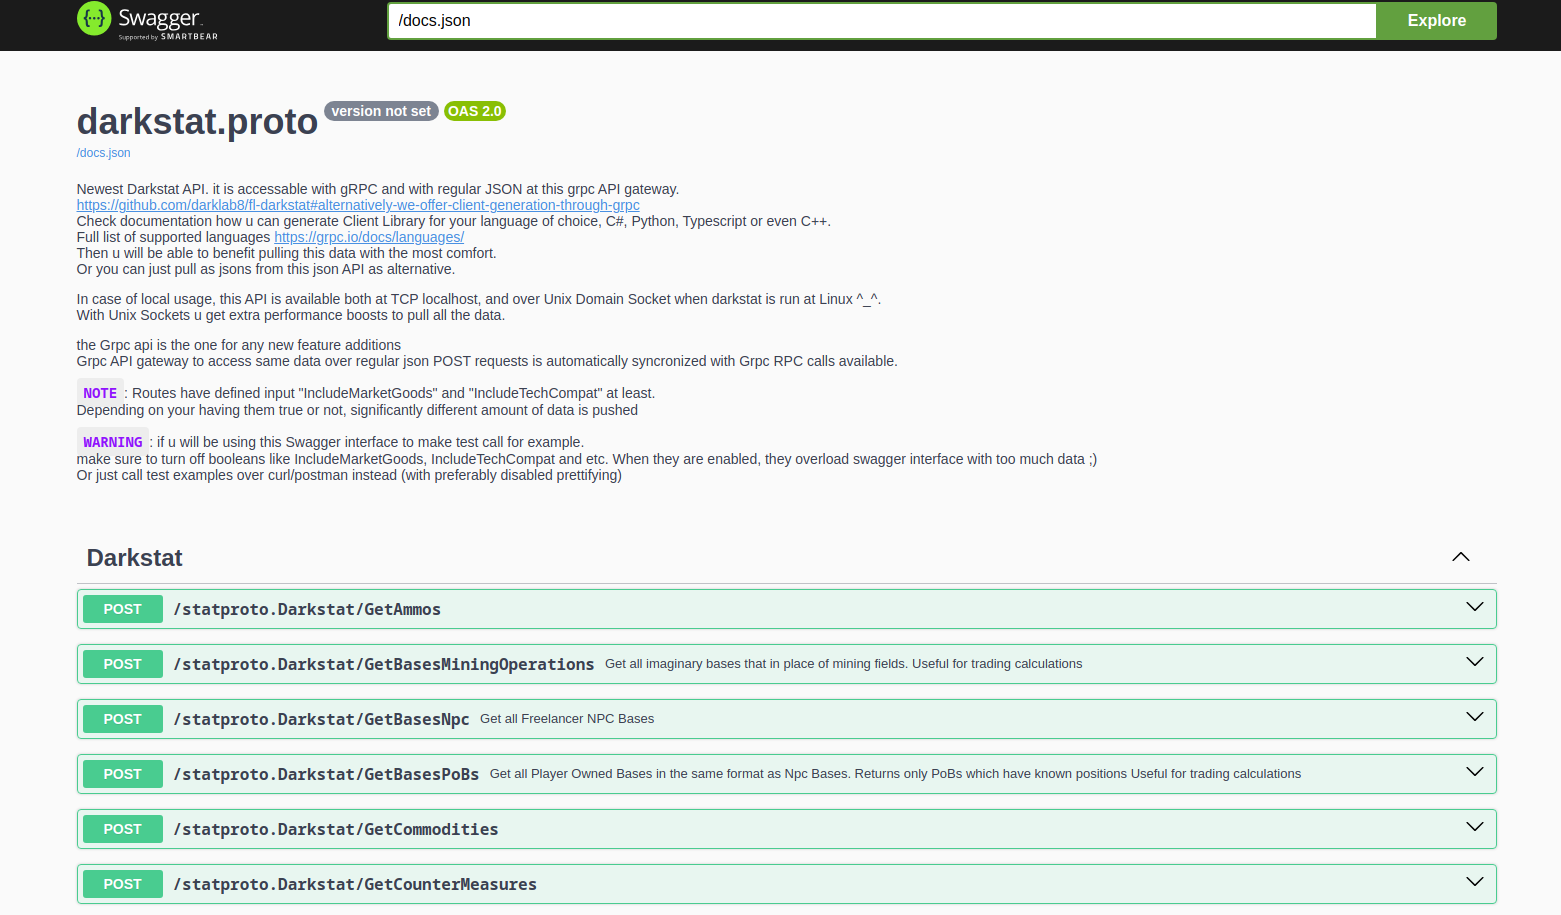 Swagger
Supported by SMARTBEAR
/docs.json
Explore
darkstat.proto
version not set
OAS 2.0
/docs.json
Newest Darkstat API. it is accessable with gRPC and with regular JSON at this grpc API gateway.
https://github.com/darklab8/fl-darkstat#alternatively-we-offer-client-generation-through-grpc
Check documentation how u can generate Client Library for your language of choice, C#, Python, Typescript or even C++.
Full list of supported languages https://grpc.io/docs/languages/
Then u will be able to benefit pulling this data with the most comfort.
Or you can just pull as jsons from this json API as alternative.
In case of local usage, this API is available both at TCP localhost, and over Unix Domain Socket when darkstat is run at Linux ^_^.
With Unix Sockets u get extra performance boosts to pull all the data.
the Grpc api is the one for any new feature additions
Grpc API gateway to access same data over regular json POST requests is automatically syncronized with Grpc RPC calls available.
NOTE : Routes have defined input "IncludeMarketGoods" and "IncludeTechCompat" at least.
Depending on your having them true or not, significantly different amount of data is pushed
WARNING : if u will be using this Swagger interface to make test call for example.
make sure to turn off booleans like IncludeMarketGoods, IncludeTechCompat and etc. When they are enabled, they overload swagger interface with too much data ;)
Or just call test examples over curl/postman instead (with preferably disabled prettifying)
Darkstat
POST /statproto.Darkstat/GetAmmos
POST /statproto.Darkstat/GetBasesMiningOperations Get all imaginary bases that in place of mining fields. Useful for trading calculations
POST /statproto.Darkstat/GetBasesNpc Get all Freelancer NPC Bases
POST /statproto.Darkstat/GetBasesPoBs Get all Player Owned Bases in the same format as Npc Bases. Returns only PoBs which have known positions Useful for trading calculations
POST /statproto.Darkstat/GetCommodities
POST /statproto.Darkstat/GetCounterMeasures